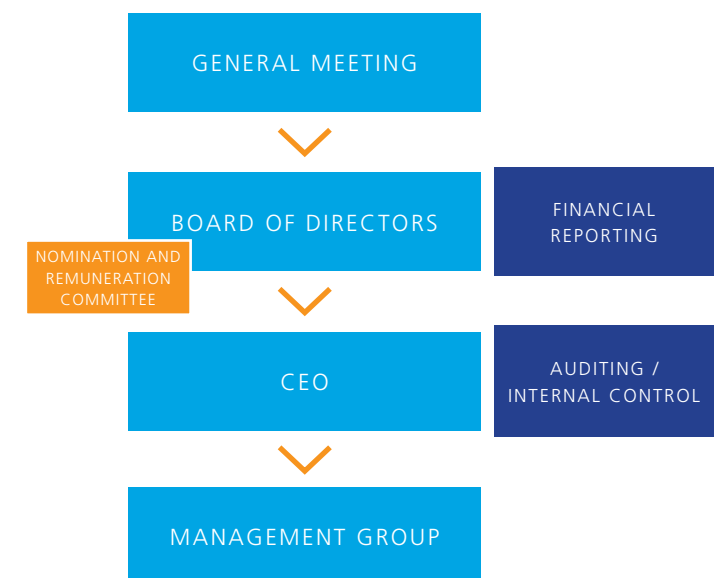 GENERAL MEETING
BOARD OF DIRECTORS
FINANCIAL
REPORTING
NOMINATION AND
REMUNERATION
COMMITTEE
CEO
AUDITING /
INTERNAL CONTROL
MANAGEMENT GROUP